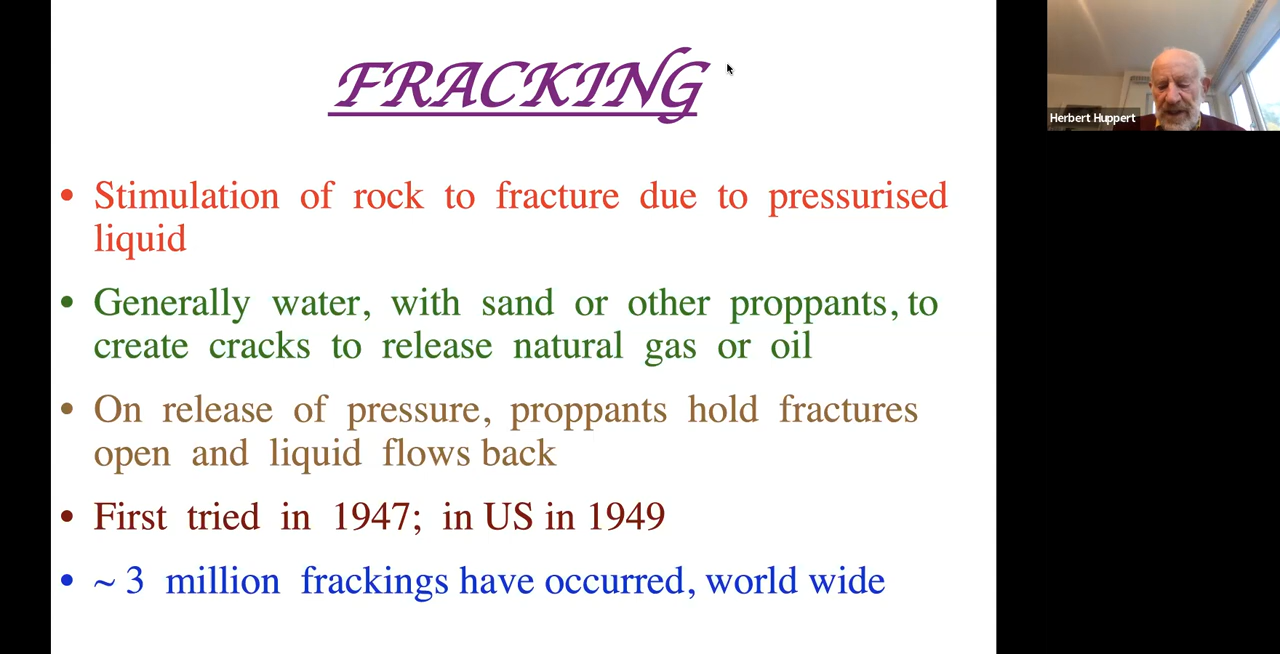 FRACKING
• Stimulation of rock to fracture due to pressurised
liquid
• Generally water, with sand or other proppants, to
create cracks to release natural gas or oil
• On release of pressure, proppants hold fractures
open and liquid flows back
• First tried in 1947; in US in 1949
• ~ 3 million frackings have occurred, world wide
Herbert Huppert